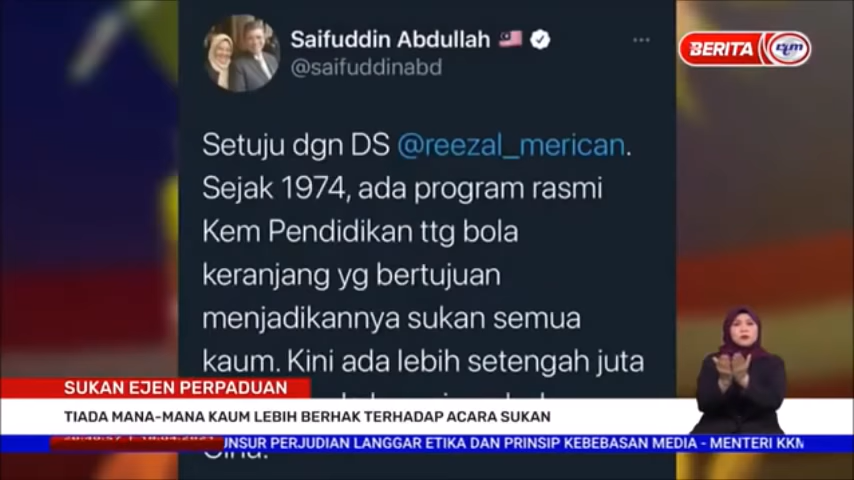 Saifuddin Abdullah
@saifuddinabd
BERITA RTM
Setuju dgn DS @reezal_merican.
Sejak 1974, ada program rasmi
Kem Pendidikan ttg bola
keranjang yg bertujuan
menjadikannya sukan semua
kaum. Kini ada lebih setengah juta
SUKAN EJEN PERPADUAN
TIADA MANA-MANA KAUM LEBIH BERHAK TERHADAP ACARA SUKAN
UNSUR PERJUDIAN LANGGAR ETIKA DAN PRINSIP KEBEBASAN MEDIA - MENTERI KKM